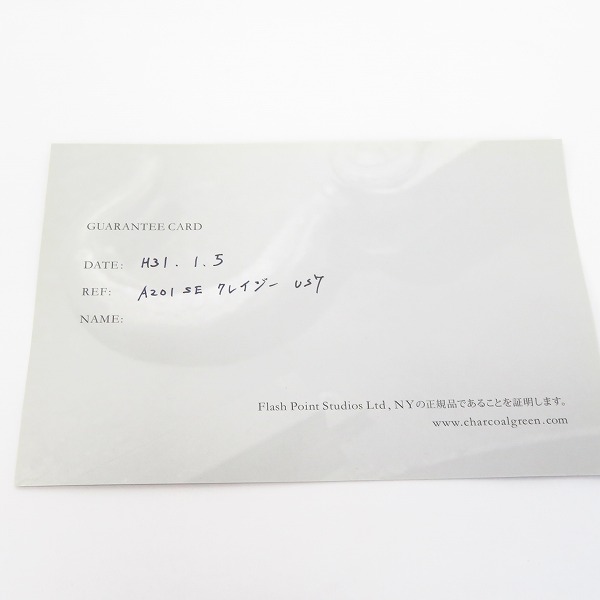 GUARANTEE CARD
DATE: H31. 1. 5
REF: A201 SE クレイジー US7
NAME:
Flash Point Studios Ltd, NYの正規品であることを証明します。
www.charcoalgreen.com